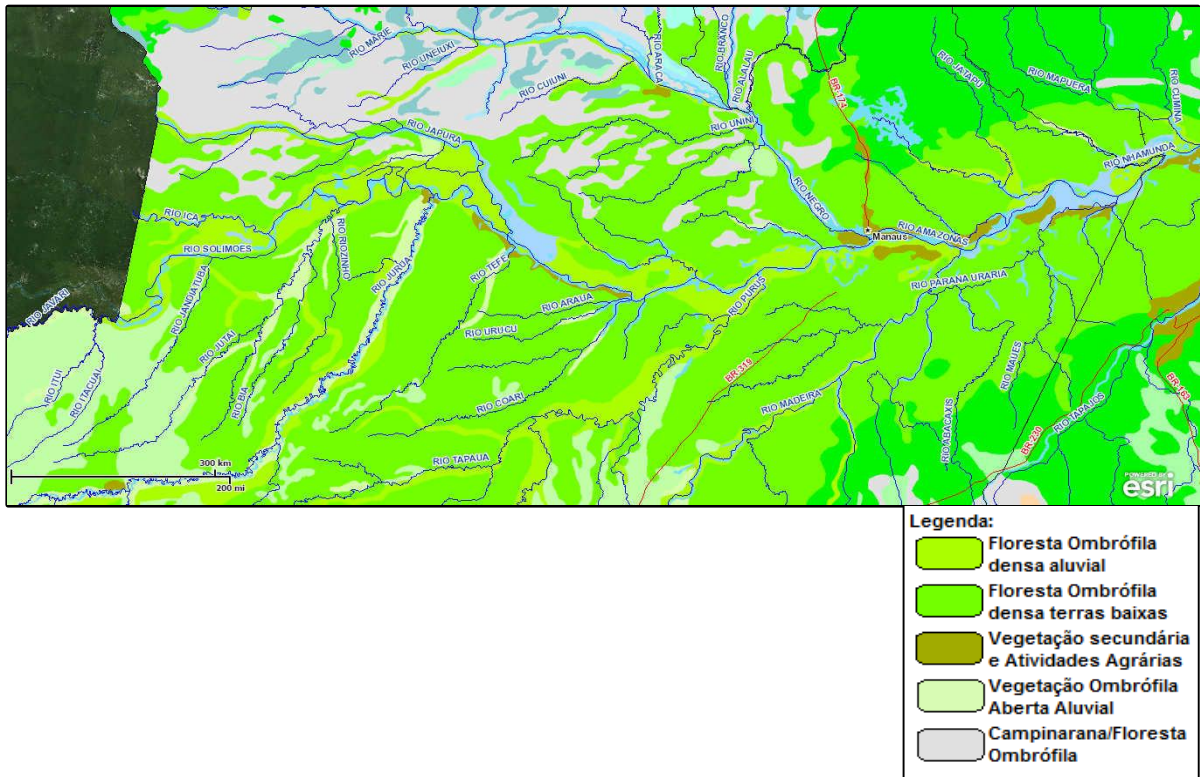 RIO MARIE
RIO UNEIUXI
RIO CUIUNI
RIO ARACA
RIO BRANCO
RIO ALALAU
BR-174
RIO JATAPU
RIO MAPUERA
RIO CUMINA
RIO JAPURA
RIO UNINI
RIO NHAMUNDA
RIO NEGRO
RIO IÇA
RIO SOLIMOES
RIO RIOZINHO
RIO JURUA
RIO TEFE
RIO AMAZONAS
Manaus
RIO JAVARI
RIO JANDIATUBA
RIO ARAUA
RIO PURUS
RIO PARANA URARIA
RIO URUCU
RIO JUTAI
RIO ITUI
RIO ITACUAI
RIO BIA
RIO COARI
BR-319
RIO MADEIRA
RIO MAUES
RIO ABACAXIS
RIO TAPAJOS
BR-163
BR-230
RIO TAPAUA
300 km
200 mi
POWERED BY
esri
Legenda:
Floresta Ombrófila
densa aluvial
Floresta Ombrófila
densa terras baixas
Vegetação secundária
e Atividades Agrárias
Vegetação Ombrófila
Aberta Aluvial
Campinarana/Floresta
Ombrófila